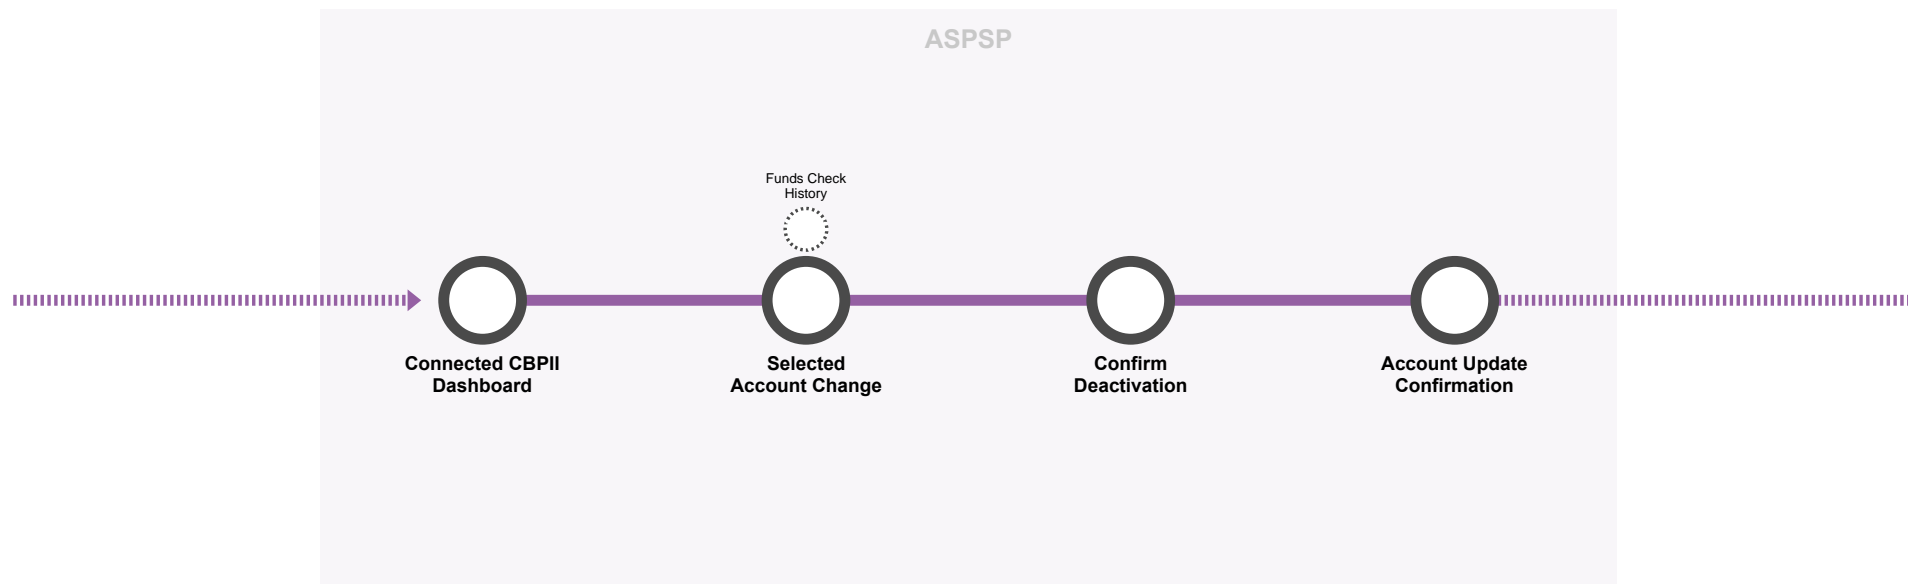 ASPSP
Funds Check
History
Connected CBPII
Dashboard
Selected
Account Change
Confirm
Deactivation
Account Update
Confirmation